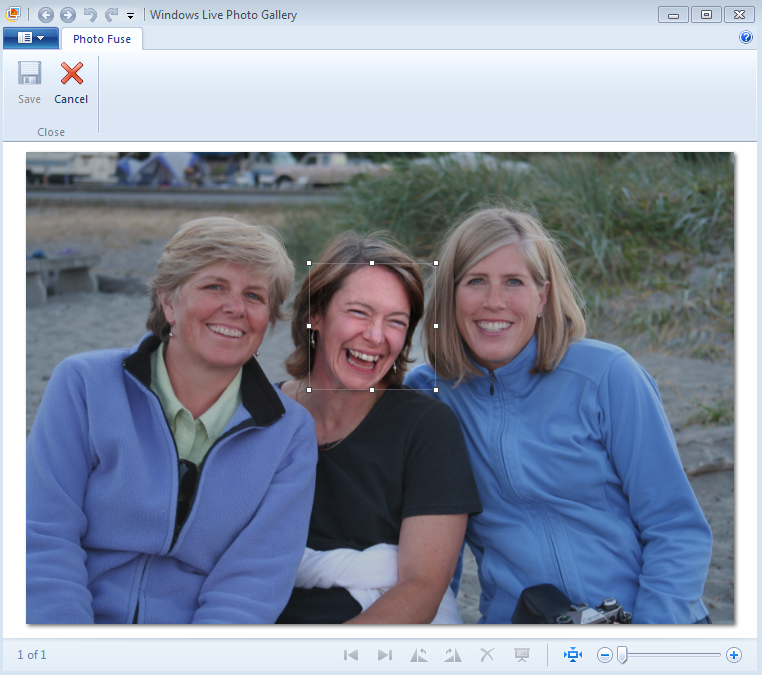 Windows Live Photo Gallery
Photo Fuse
Save Cancel
Close
1 of 1